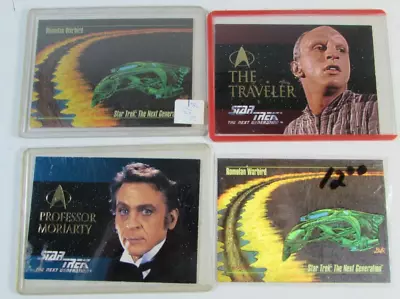 Romulan Warbird
Star Trek: The Next Generation
THE
TRAVELER
STAR
TREK
THE NEXT GENERATION
PROFESSOR
MORIARTY
STAR
TREK
THE NEXT GENERATION
12.00
Romulan Warbird
Star Trek: The Next Generation